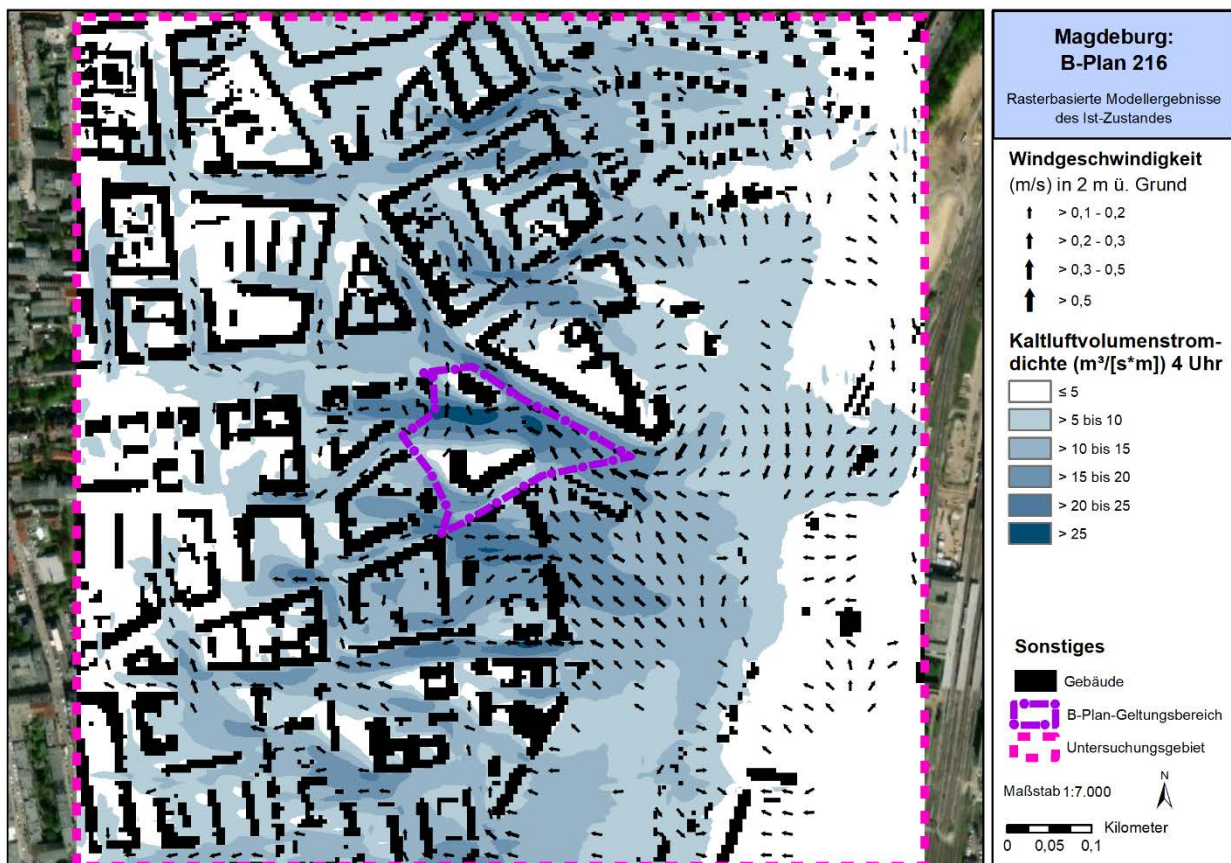 Magdeburg:
B-Plan 216
Rasterbasierte Modellergebnisse
des Ist-Zustandes
Windgeschwindigkeit
(m/s) in 2 m ü. Grund
> 0,1 - 0,2
> 0,2 - 0,3
> 0,3 - 0,5
> 0,5
Kaltluftvolumenstrom-
dichte (m³/[s*m]) 4 Uhr
≤ 5
> 5 bis 10
> 10 bis 15
> 15 bis 20
> 20 bis 25
> 25
Sonstiges
Gebäude
B-Plan-Geltungsbereich
Untersuchungsgebiet
Maßstab 1:7.000
N
Kilometer
0 0,05 0,1